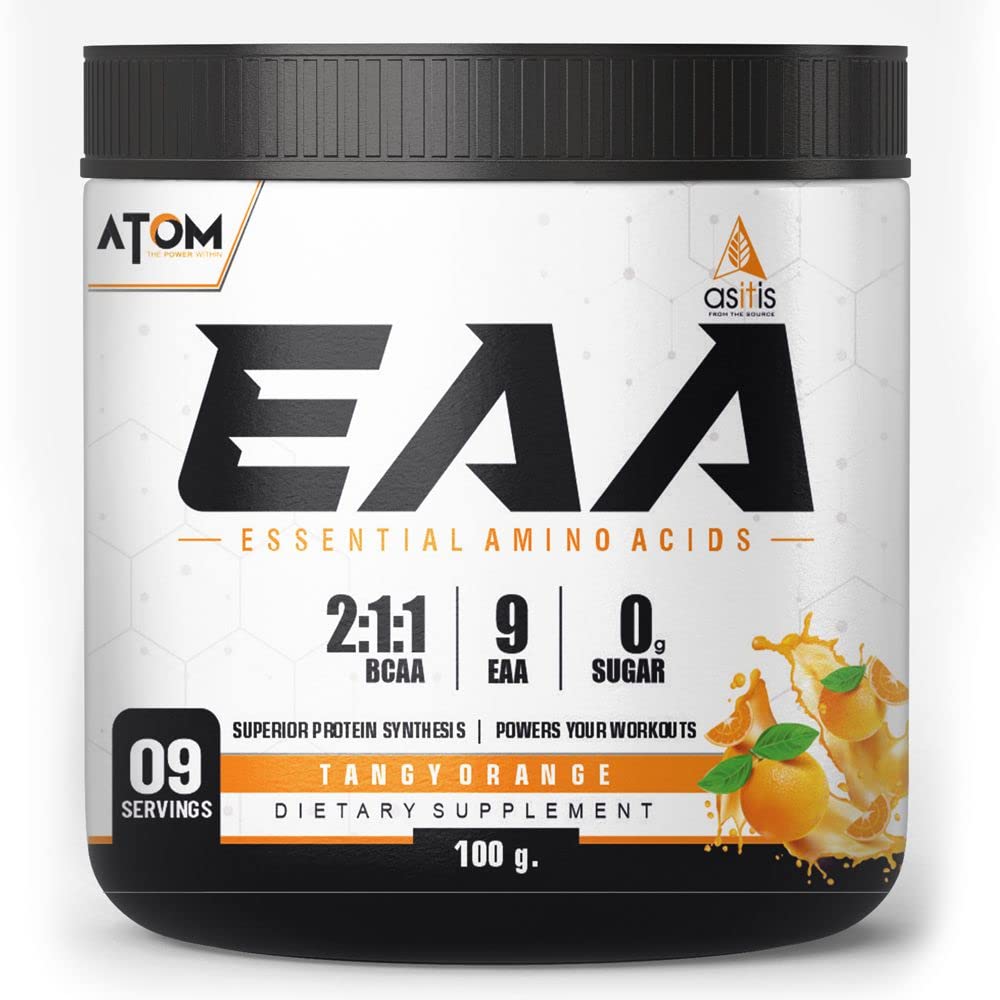 ATOM
THE POWER WITHIN
asitis
FROM THE SOURCE
EAA
ESSENTIAL AMINO ACIDS
2:1:1 BCAA
9 EAA
0g SUGAR
SUPERIOR PROTEIN SYNTHESIS | POWERS YOUR WORKOUTS
09 SERVINGS
TANGY ORANGE
DIETARY SUPPLEMENT
100 g.